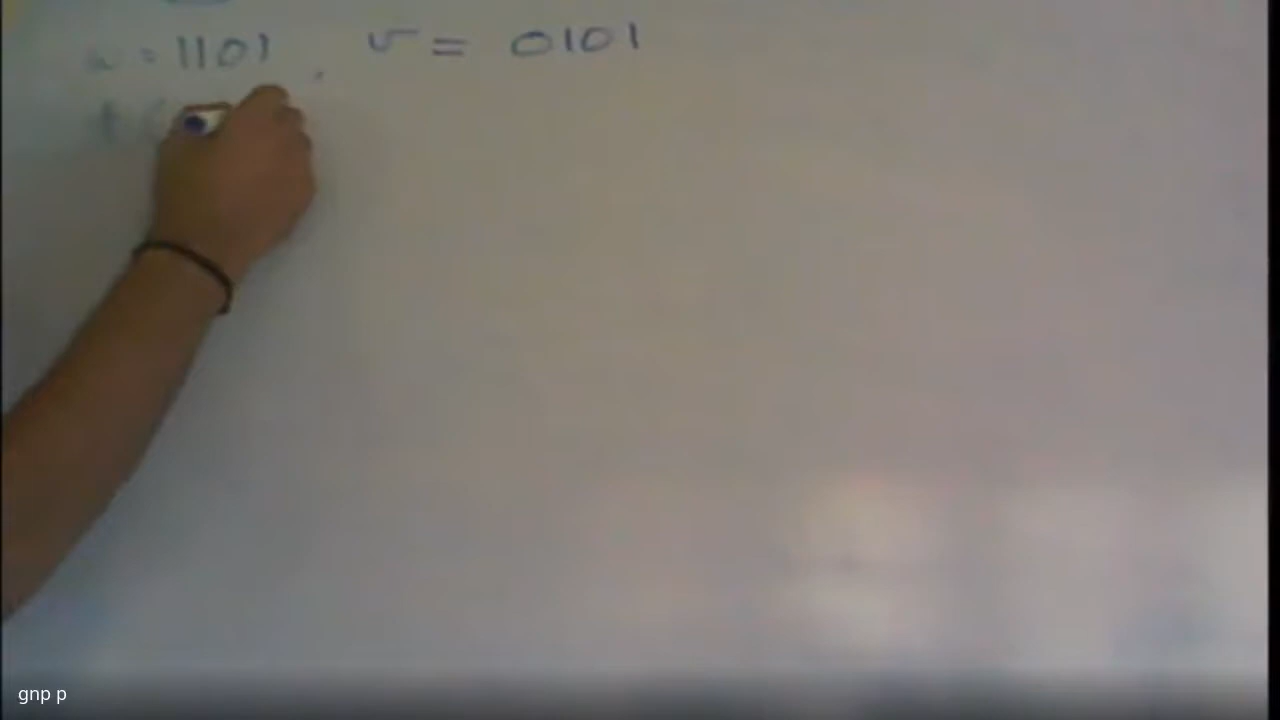 u = 1101, v = 0101
gnp p